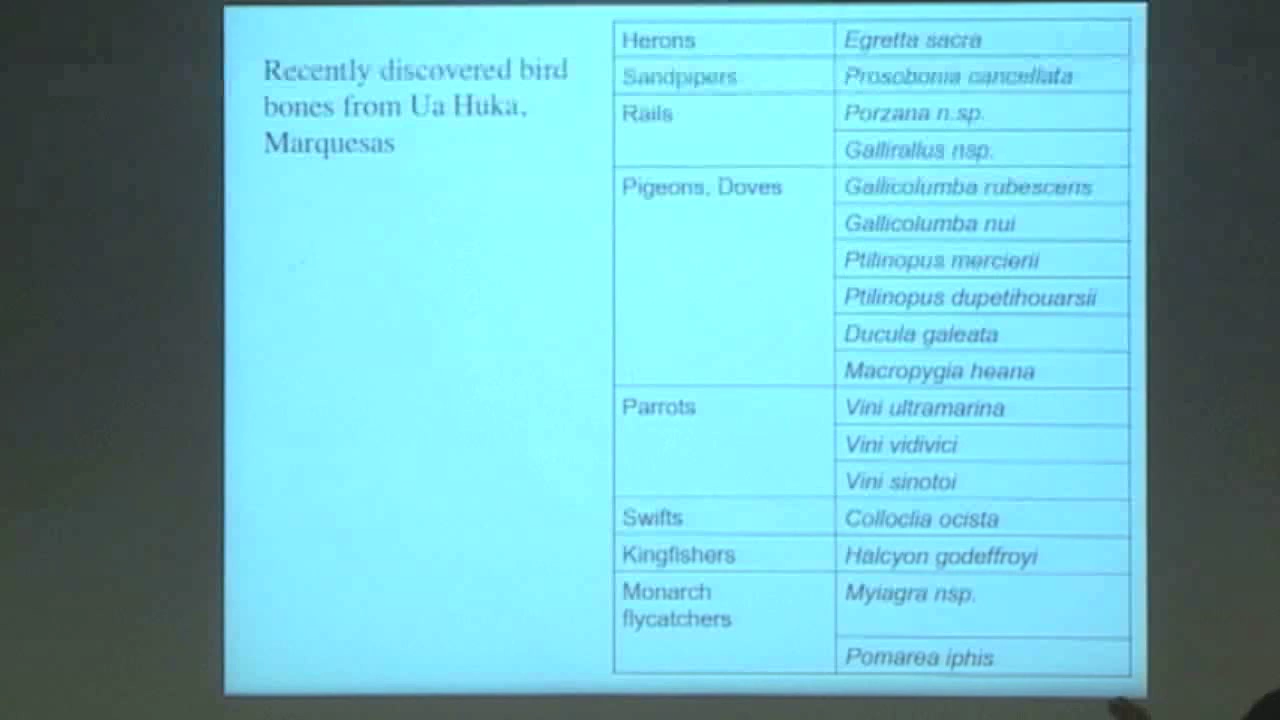 Recently discovered bird
bones from Ua Huka,
Marquesas
Herons Egretta sacra
Sandpipers Prosobonia cancellata
Rails Porzana n.sp.
Gallirallus nsp.
Pigeons, Doves Gallicolumba rubescens
Gallicolumba nui
Ptilinopus mercierii
Ptilinopus dupetihouarsii
Ducula galeata
Macropygia heana
Parrots Vini ultramarina
Vini vidivici
Vini sinotoi
Swifts Colloclia ocista
Kingfishers Halcyon godeffroyi
Monarch
flycatchers Myiagra nsp.
Pomarea iphis